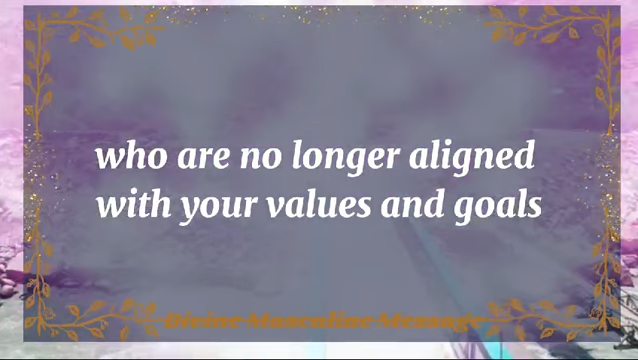 who are no longer aligned
with your values and goals
Divine Masculine Message